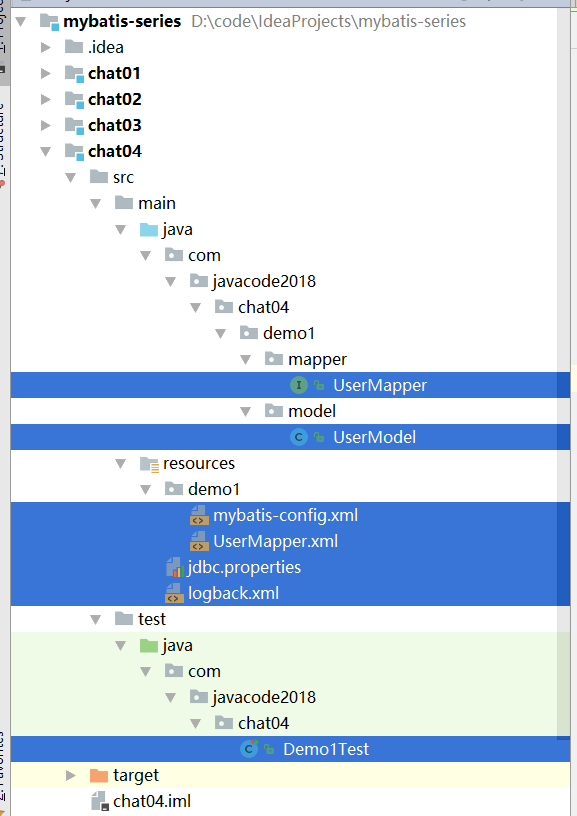 mybatis-series D:\code\IdeaProjects\mybatis-series
.idea
chat01
chat02
chat03
chat04
src
main
java
com
javacode2018
chat04
demo1
mapper
I UserMapper
model
C UserModel
resources
demo1
mybatis-config.xml
UserMapper.xml
jdbc.properties
logback.xml
test
java
com
javacode2018
chat04
C Demo1Test
target
chat04.iml